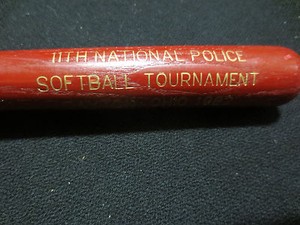 11TH NATIONAL POLICE
SOFTBALL TOURNAMENT